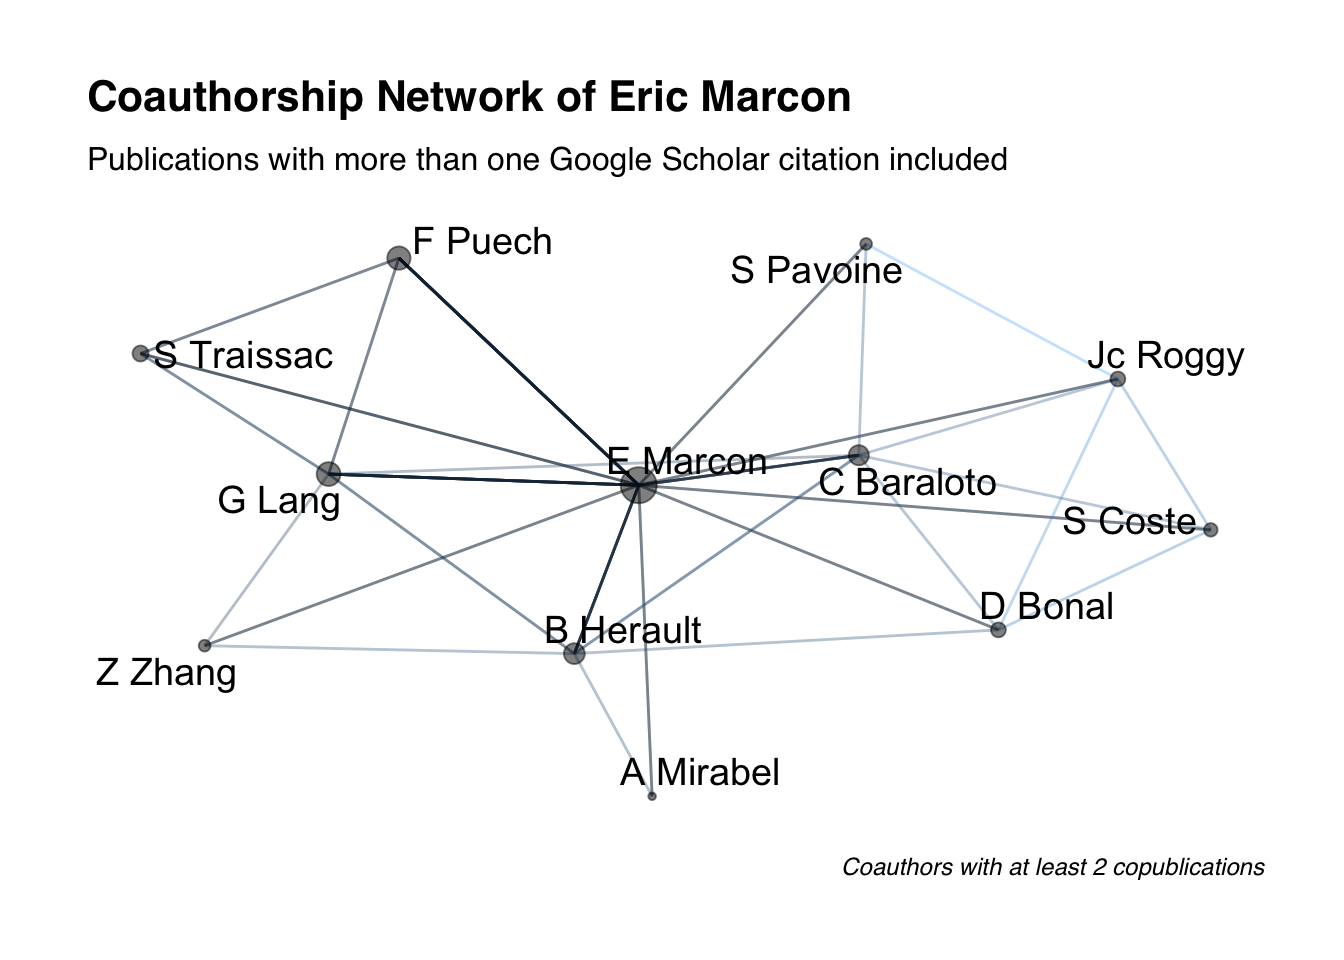 Coauthorship Network of Eric Marcon
Publications with more than one Google Scholar citation included
F Puech
S Pavoine
S Traissac
Jc Roggy
E Marcon
C Baraloto
G Lang
S Coste
D Bonal
B Herault
Z Zhang
A Mirabel
Coauthors with at least 2 copublications